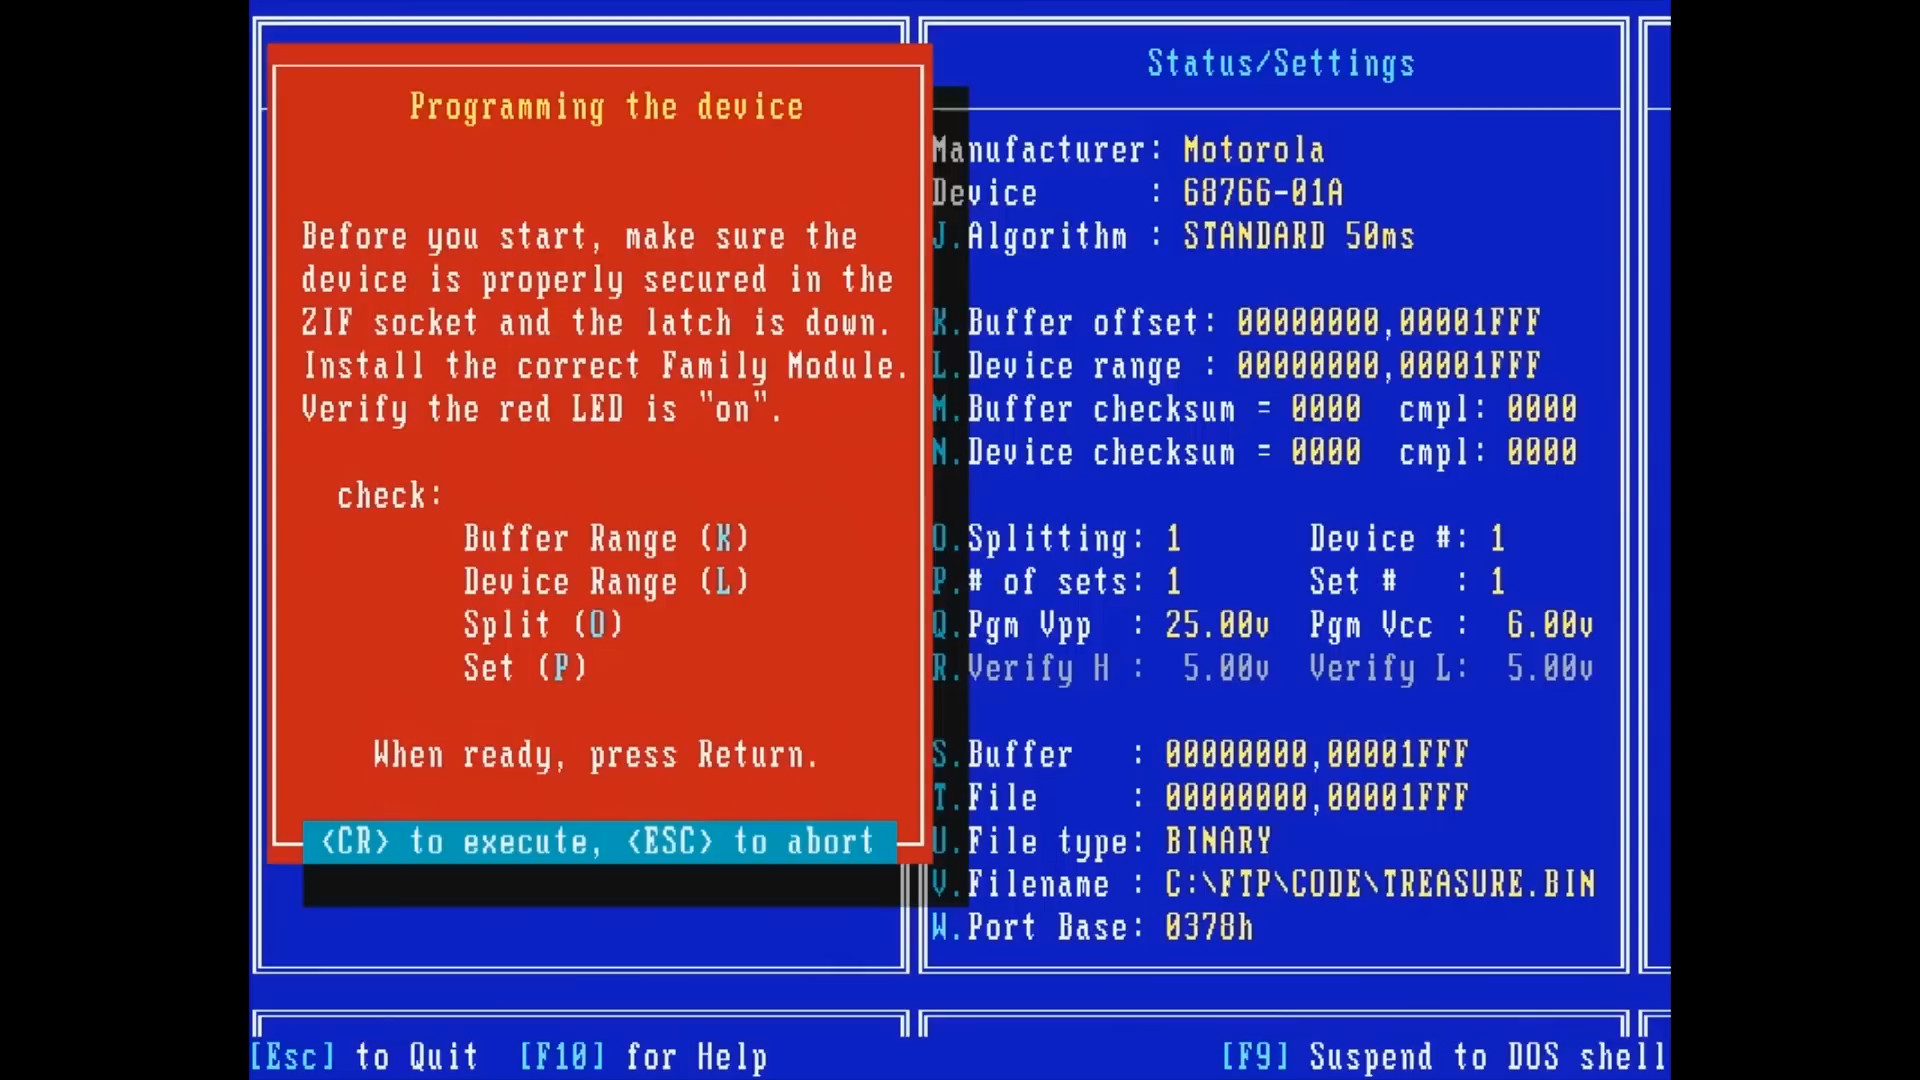 Programming the device
Before you start, make sure the
device is properly secured in the
ZIF socket and the latch is down.
Install the correct Family Module.
Verify the red LED is "on".
check:
Buffer Range (K)
Device Range (L)
Split (O)
Set (P)
When ready, press Return.
<CR> to execute, <ESC> to abort
Status/Settings
Manufacturer: Motorola
Device : 68766-01A
J.Algorithm : STANDARD 50ms
K.Buffer offset: 00000000,00001FFF
L.Device range : 00000000,00001FFF
M.Buffer checksum = 0000 cmpl: 0000
N.Device checksum = 0000 cmpl: 0000
O.Splitting: 1 Device #: 1
P.# of sets: 1 Set # : 1
Q.Pgm Vpp : 25.00v Pgm Vcc : 6.00v
R.Verify H : 5.00v Verify L: 5.00v
S.Buffer : 00000000,00001FFF
T.File : 00000000,00001FFF
U.File type: BINARY
V.Filename : C:\FTP\CODE\TREASURE.BIN
W.Port Base: 0378h
[Esc] to Quit [F10] for Help [F9] Suspend to DOS shell